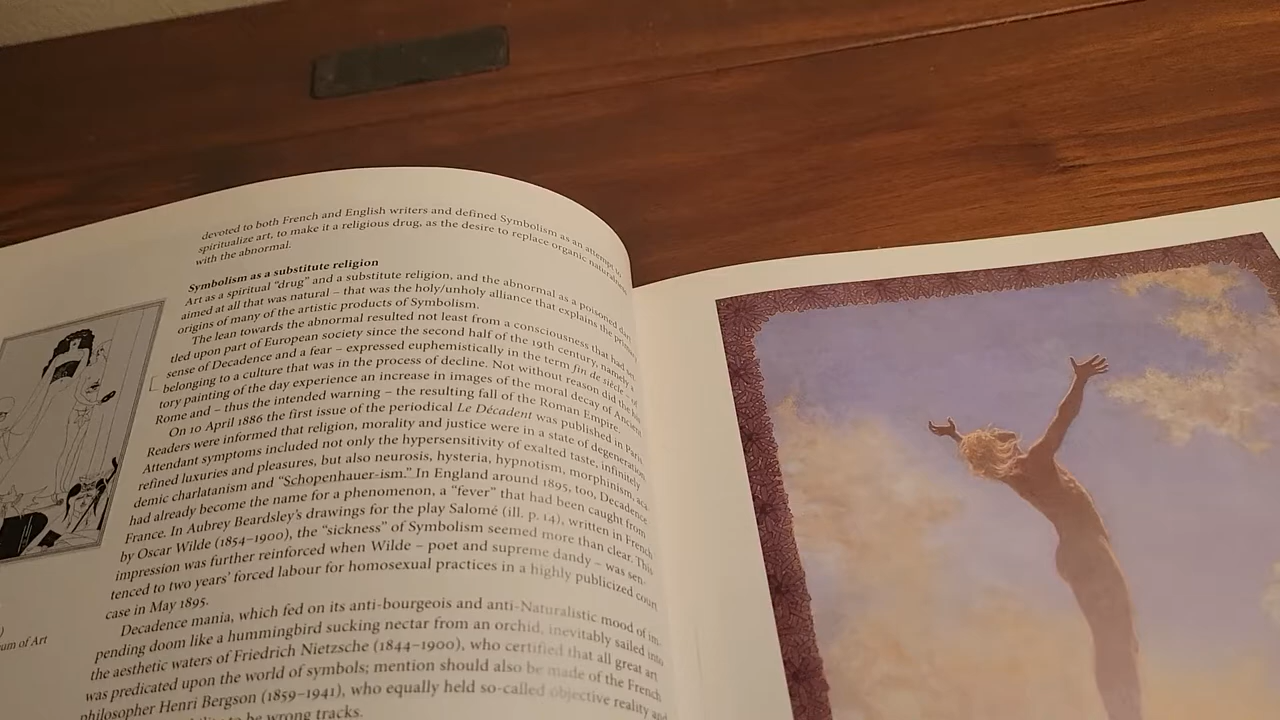 devoted to both French and English writers and defined Symbolism as an attempt to
spiritualize art, to make it a religious drug, as the desire to replace organic naturalness
with the abnormal.
Symbolism as a substitute religion
Art as a spiritual "drug" and a substitute religion, and the abnormal as a poisoned
aimed at all that was natural – that was the holy/unholy alliance that explains the
origins of many of the artistic products of Symbolism.
The lean towards the abnormal resulted not least from a consciousness that had
tled upon part of European society since the second half of the 19th century, namely
sense of Decadence and a fear – expressed euphemistically in the term fin de siècle – of
belonging to a culture that was in the process of decline. Not without reason did the
tory painting of the day experience an increase in images of the moral decay of Ancient
Rome and – thus the intended warning – the resulting fall of the Roman Empire.
On 10 April 1886 the first issue of the periodical Le Décadent was published in Paris.
Readers were informed that religion, morality and justice were in a state of degeneration.
Attendant symptoms included not only the hypersensitivity of exalted taste, infinitely
refined luxuries and pleasures, but also neurosis, hysteria, hypnotism, morphinism, aca-
demic charlatanism and "Schopenhauer-ism." In England around 1895, too, Decadence
had already become the name for a phenomenon, a "fever" that had been caught from
France. In Aubrey Beardsley's drawings for the play Salomé (ill. p. 14), written in French
by Oscar Wilde (1854–1900), the "sickness" of Symbolism seemed more than clear. This
impression was further reinforced when Wilde – poet and supreme dandy – was sen-
tenced to two years' forced labour for homosexual practices in a highly publicized court
case in May 1895.
Decadence mania, which fed on its anti-bourgeois and anti-Naturalistic mood of im-
pending doom like a hummingbird sucking nectar from an orchid, inevitably sailed into
the aesthetic waters of Friedrich Nietzsche (1844–1900), who certified that all great art
was predicated upon the world of symbols; mention should also be made of the French
philosopher Henri Bergson (1859–1941), who equally held so-called objective reality and
to be wrong tracks.
um of Art